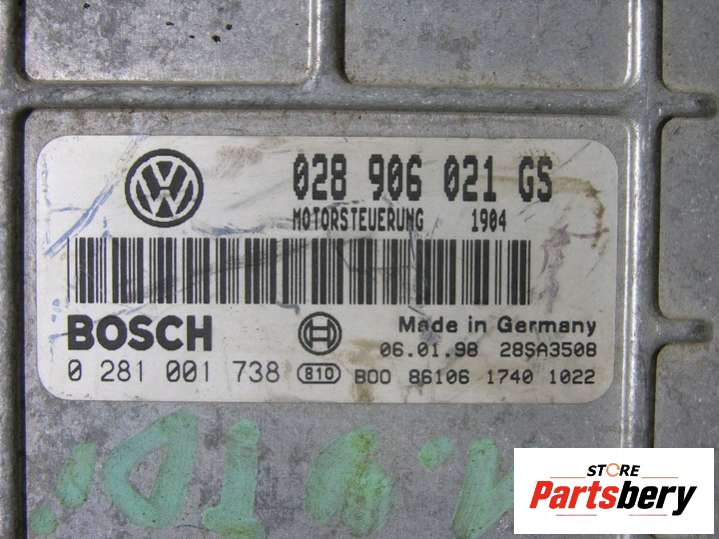 028 906 021 GS
MOTORSTEUERUNG 1904
BOSCH
Made in Germany
06.01.98 28SA3508
0 281 001 738 810 B00 86106 1740 1022
TDI
STORE
Partsbery